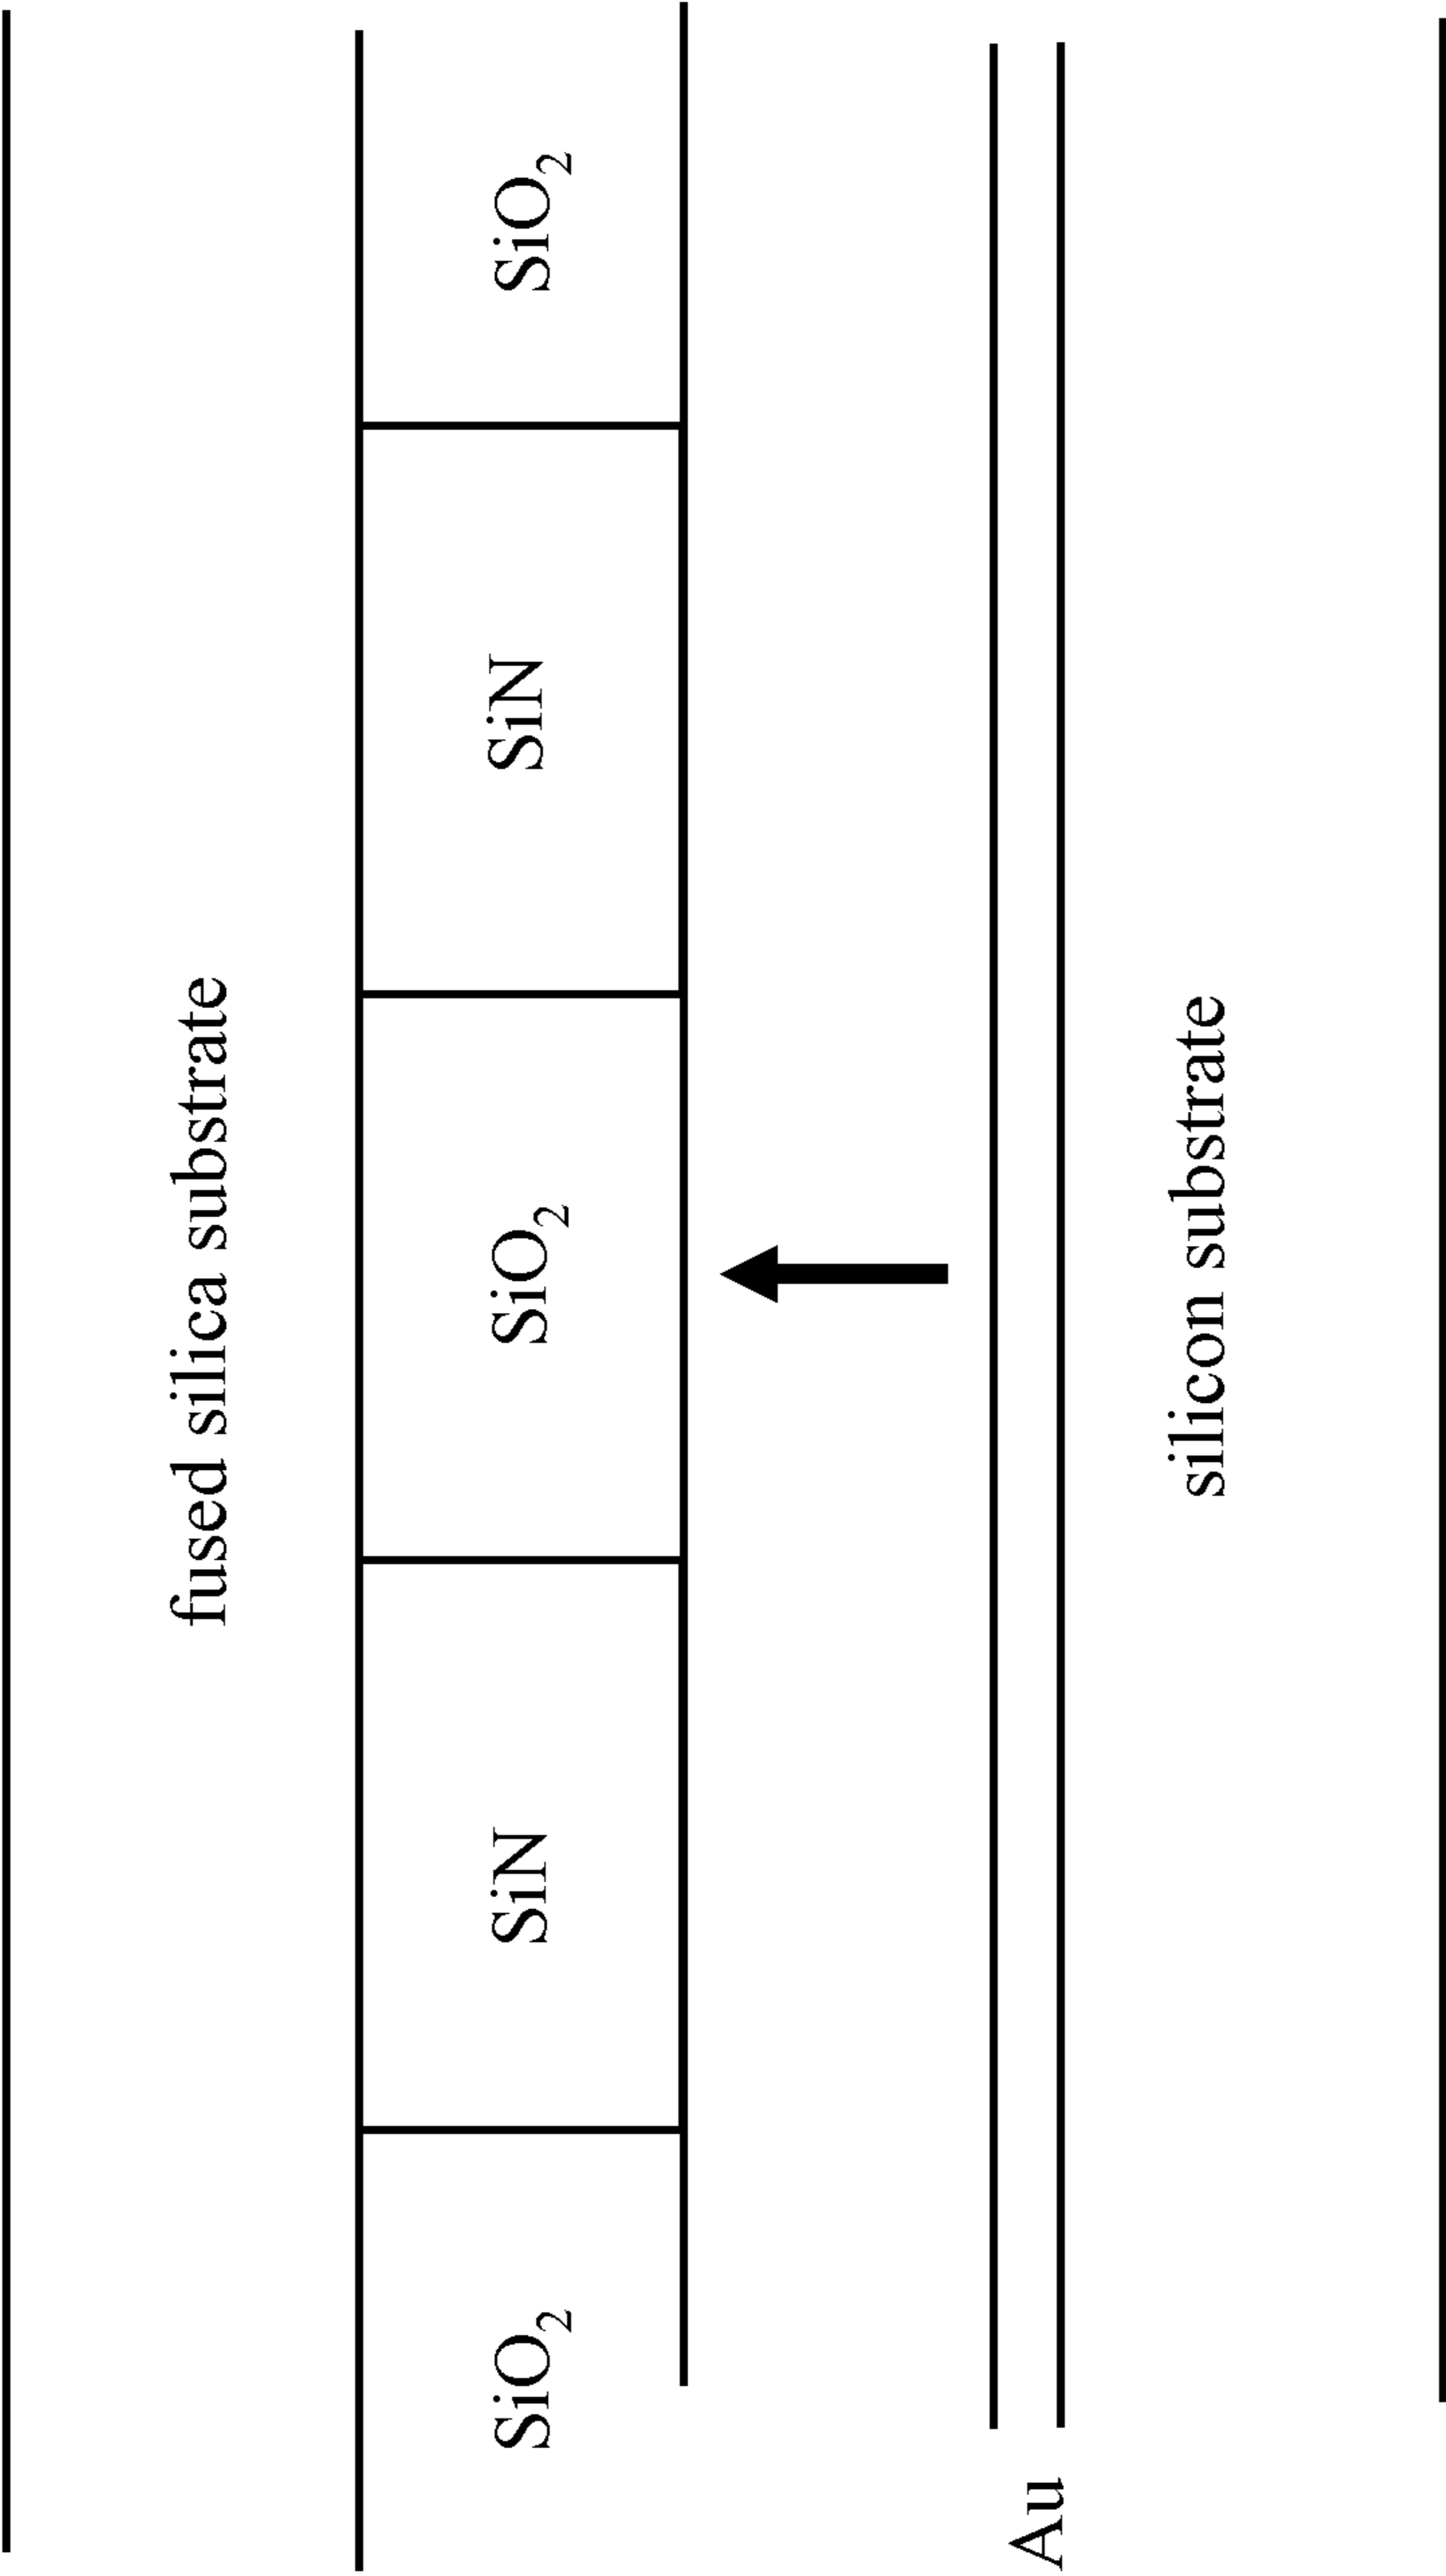 fused silica substrate
SiO₂
SiN
SiO₂
SiN
SiO₂
Au
silicon substrate